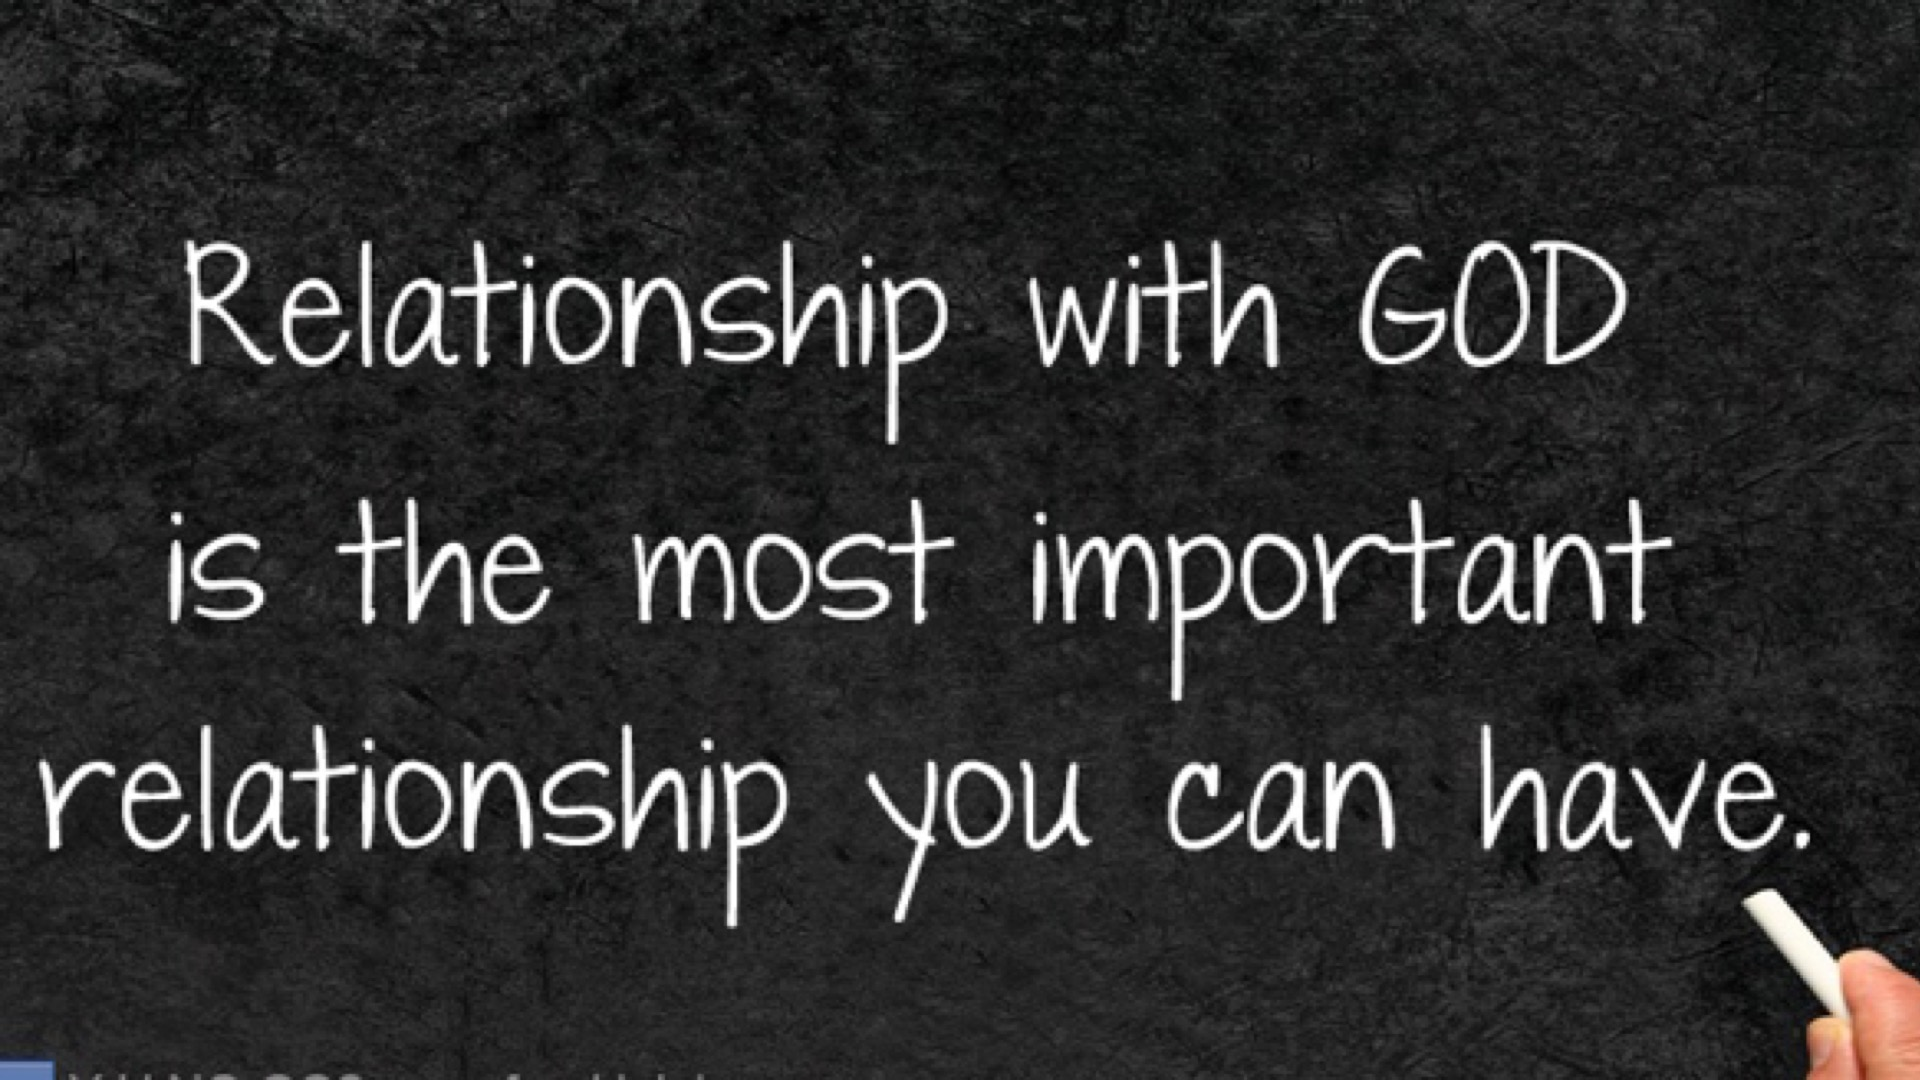 Relationship with GOD
is the most important
relationship you can have.